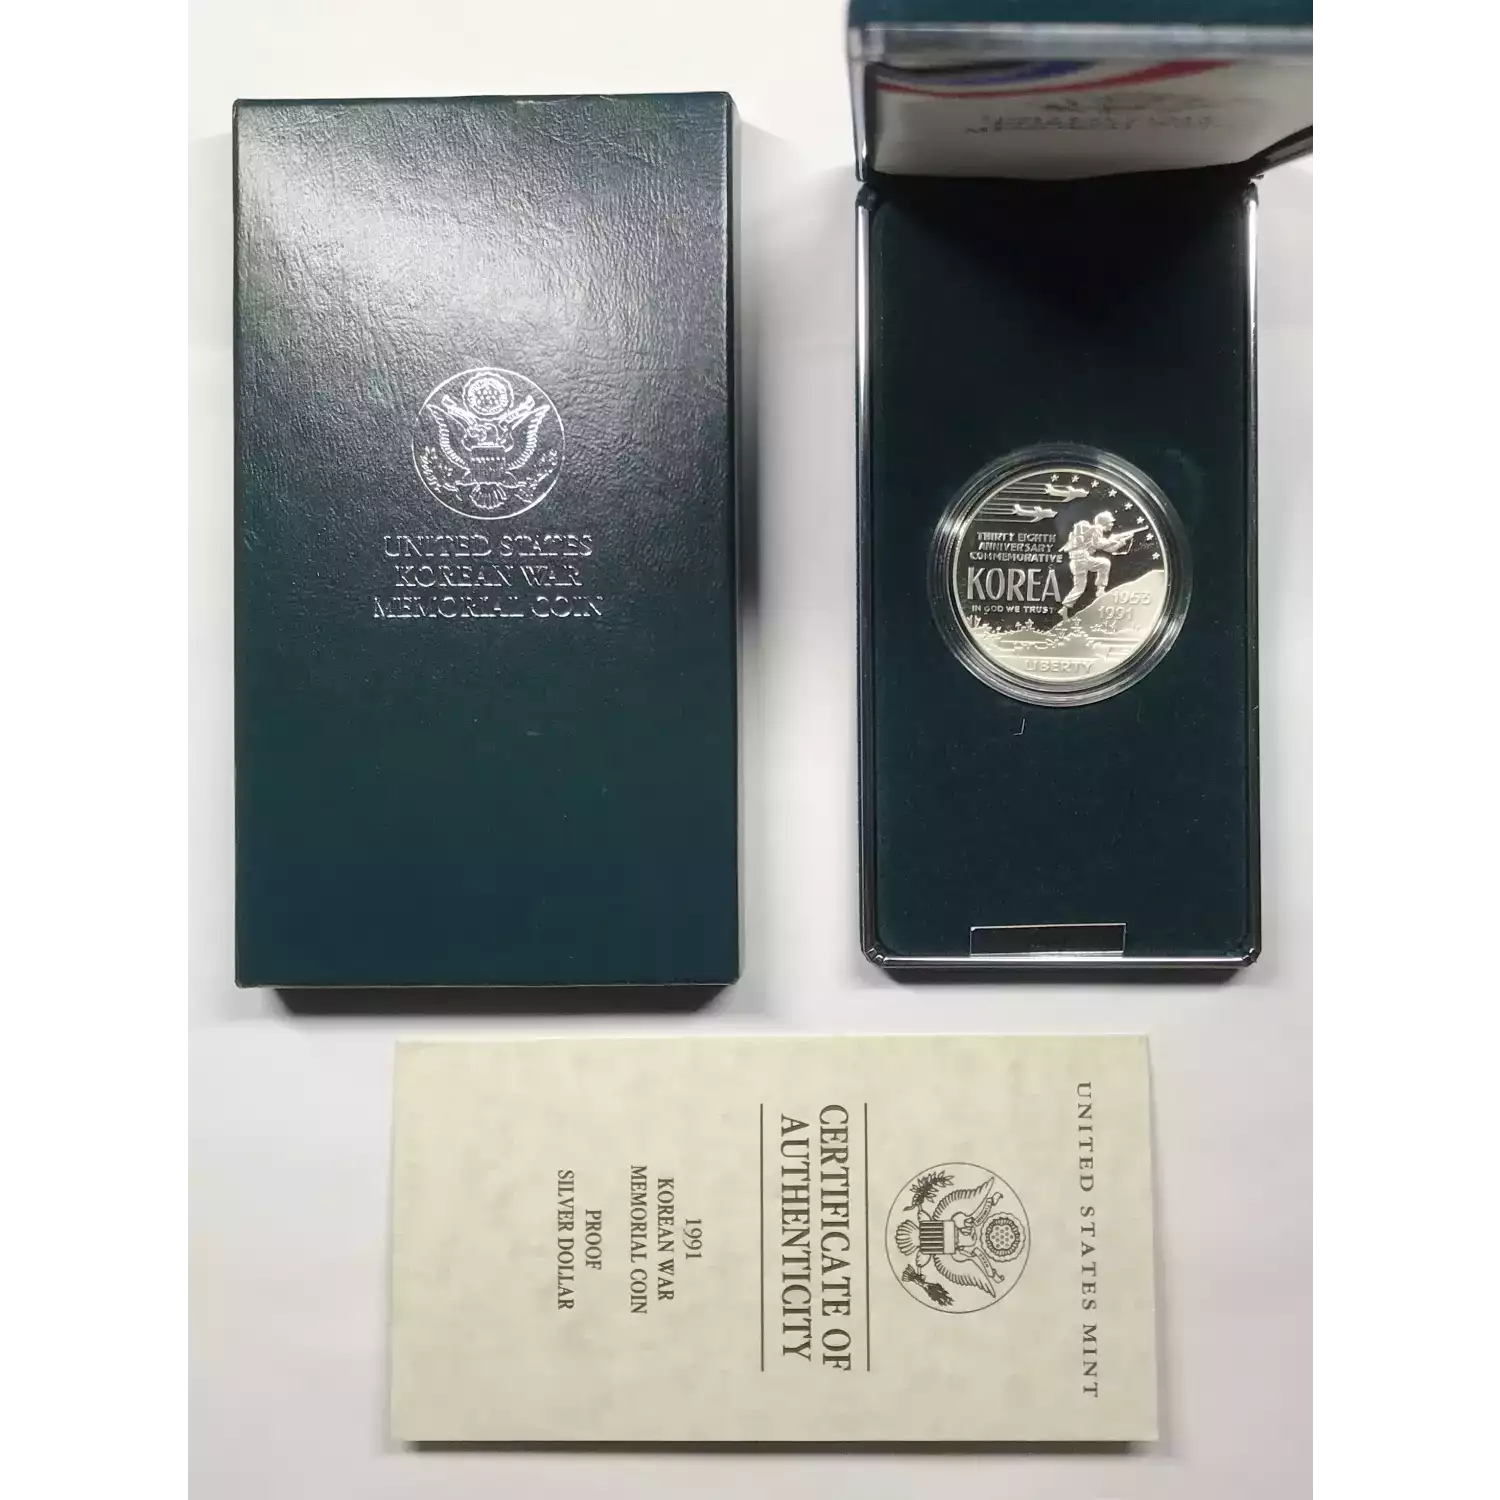 UNITED STATES
KOREAN WAR
MEMORIAL COIN
THIRTY EIGHTH
ANNIVERSARY
COMMEMORATIVE
KOREA
IN GOD WE TRUST
1953
1991
LIBERTY
UNITED STATES MINT
CERTIFICATE OF
AUTHENTICITY
1991
KOREAN WAR
MEMORIAL COIN
PROOF
SILVER DOLLAR